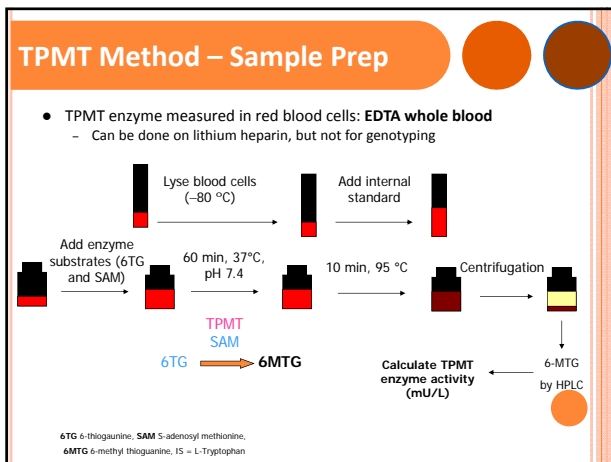 TPMT Method – Sample Prep
● TPMT enzyme measured in red blood cells: EDTA whole blood
– Can be done on lithium heparin, but not for genotyping
Lyse blood cells
(–80 °C)
Add internal
standard
Add enzyme
substrates (6TG
and SAM)
60 min, 37°C,
pH 7.4
10 min, 95 °C
Centrifugation
TPMT
SAM
6TG
6MTG
6-MTG
by HPLC
Calculate TPMT
enzyme activity
(mU/L)
6TG 6-thiogaunine, SAM S-adenosyl methionine,
6MTG 6-methyl thioguanine, IS = L-Tryptophan